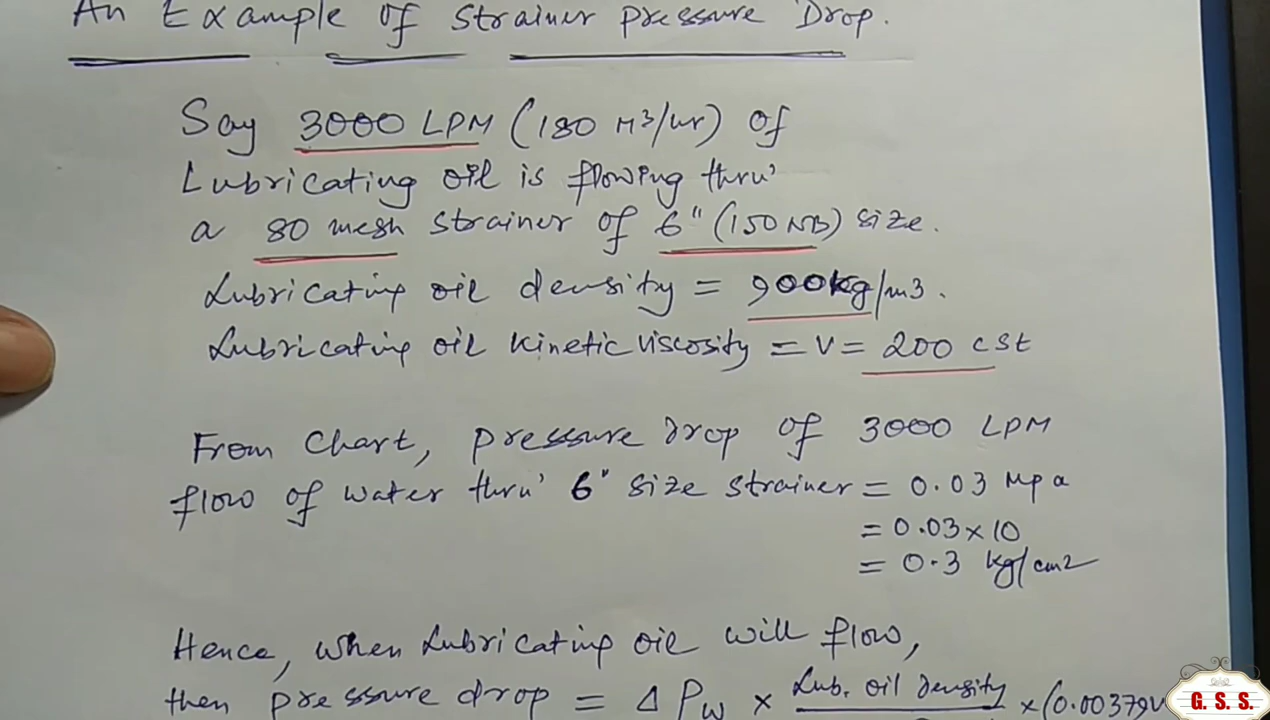 An Example of Strainer Pressure Drop.
Say 3000 LPM (180 M3/hr) of
Lubricating oil is flowing thru'
a 80 mesh strainer of 6" (150 NB) size.
Lubricating oil density = 900kg/m3.
Lubricating oil kinetic viscosity = V = 200 cSt
From Chart, pressure drop of 3000 LPM
flow of water thru' 6" size strainer = 0.03 Mpa
= 0.03 x 10
= 0.3 kg/cm2
Hence, when Lubricating oil will flow,
then pressure drop = Δ Pw x Lub. oil density x (0.00379V
G. S. S.